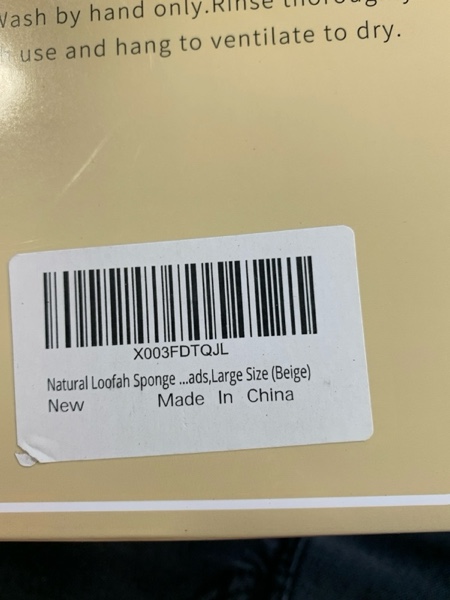 Wash by hand only.Rinse thoroughly
use and hang to ventilate to dry.
X003FDTQJL
Natural Loofah Sponge ...ads,Large Size (Beige)
New Made In China